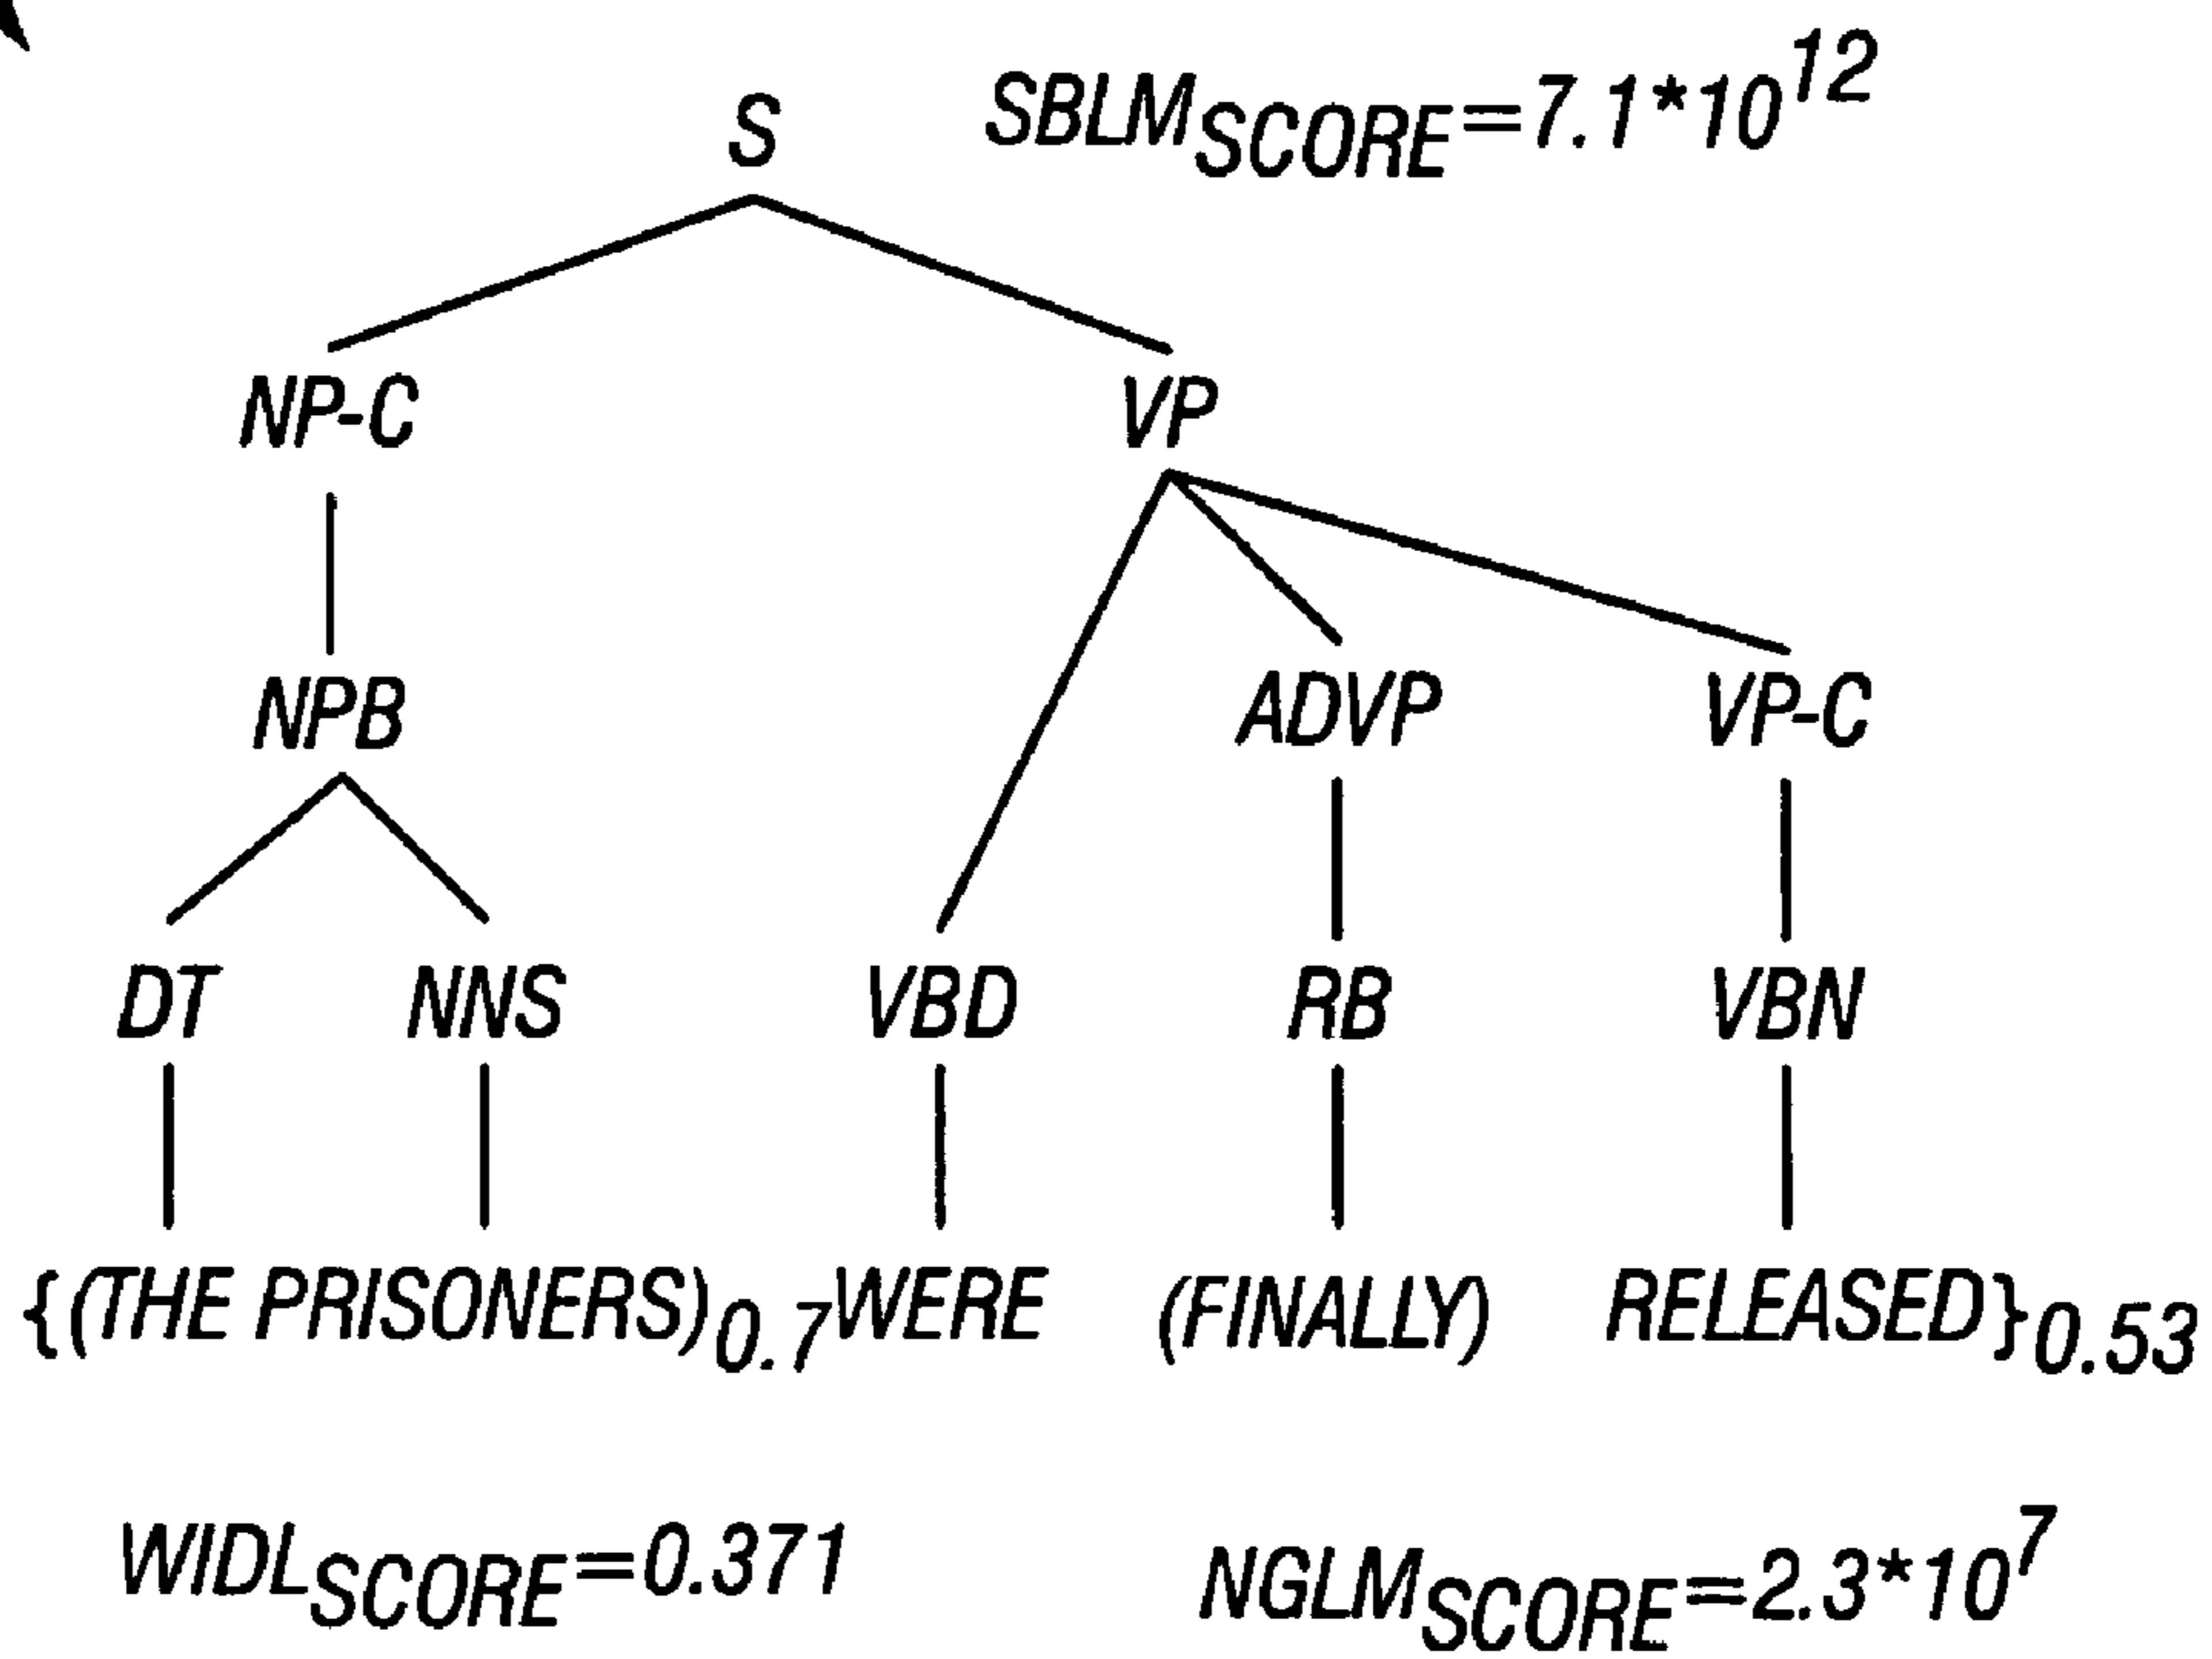 S SBLM_SCORE=7.1*10^12
NP-C VP
NPB ADVP VP-C
DT NNS VBD RB VBN
{(THE PRISONERS)_0.7 WERE (FINALLY) RELEASED}_0.53
WIDL_SCORE=0.371 NGLM_SCORE=2.3*10^7